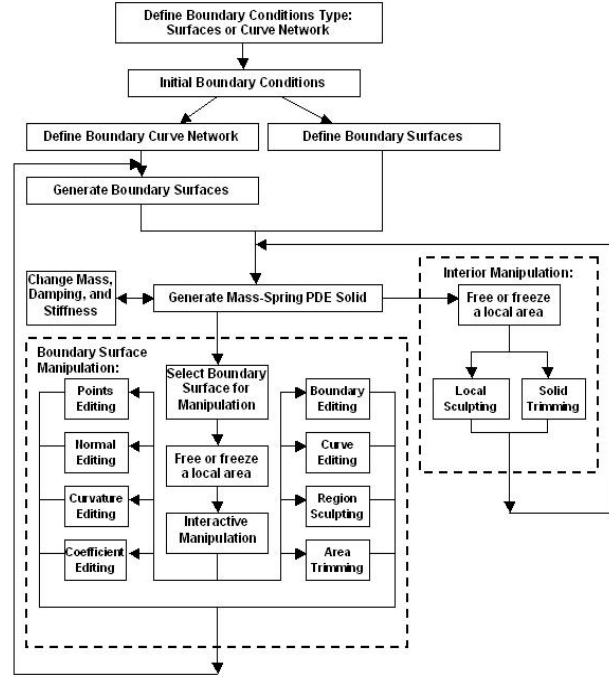 Define Boundary Conditions Type:
Surfaces or Curve Network
Initial Boundary Conditions
Define Boundary Curve Network
Define Boundary Surfaces
Generate Boundary Surfaces
Change Mass,
Damping, and
Stiffness
Generate Mass-Spring PDE Solid
Interior Manipulation:
Free or freeze
a local area
Local
Sculpting
Solid
Trimming
Boundary Surface
Manipulation:
Select Boundary
Surface for
Manipulation
Points
Editing
Boundary
Editing
Normal
Editing
Free or freeze
a local area
Curve
Editing
Curvature
Editing
Interactive
Manipulation
Region
Sculpting
Coefficient
Editing
Area
Trimming